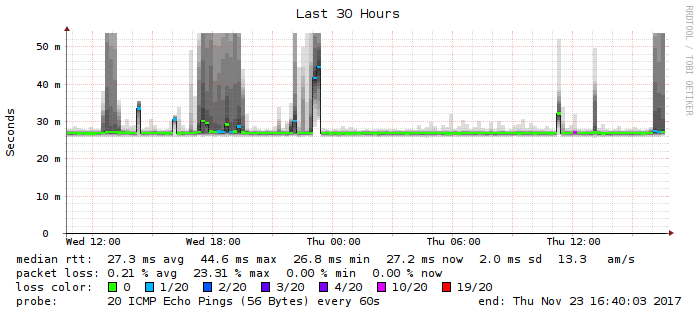 Last 30 Hours
RRDTOOL / TOBI OETIKER
Seconds
50 m
40 m
30 m
20 m
10 m
0
Wed 12:00 Wed 18:00 Thu 00:00 Thu 06:00 Thu 12:00
median rtt: 27.3 ms avg 44.6 ms max 26.8 ms min 27.2 ms now 2.0 ms sd 13.3 am/s
packet loss: 0.21 % avg 23.31 % max 0.00 % min 0.00 % now
loss color: 0 1/20 2/20 3/20 4/20 10/20 19/20
probe: 20 ICMP Echo Pings (56 Bytes) every 60s end: Thu Nov 23 16:40:03 2017